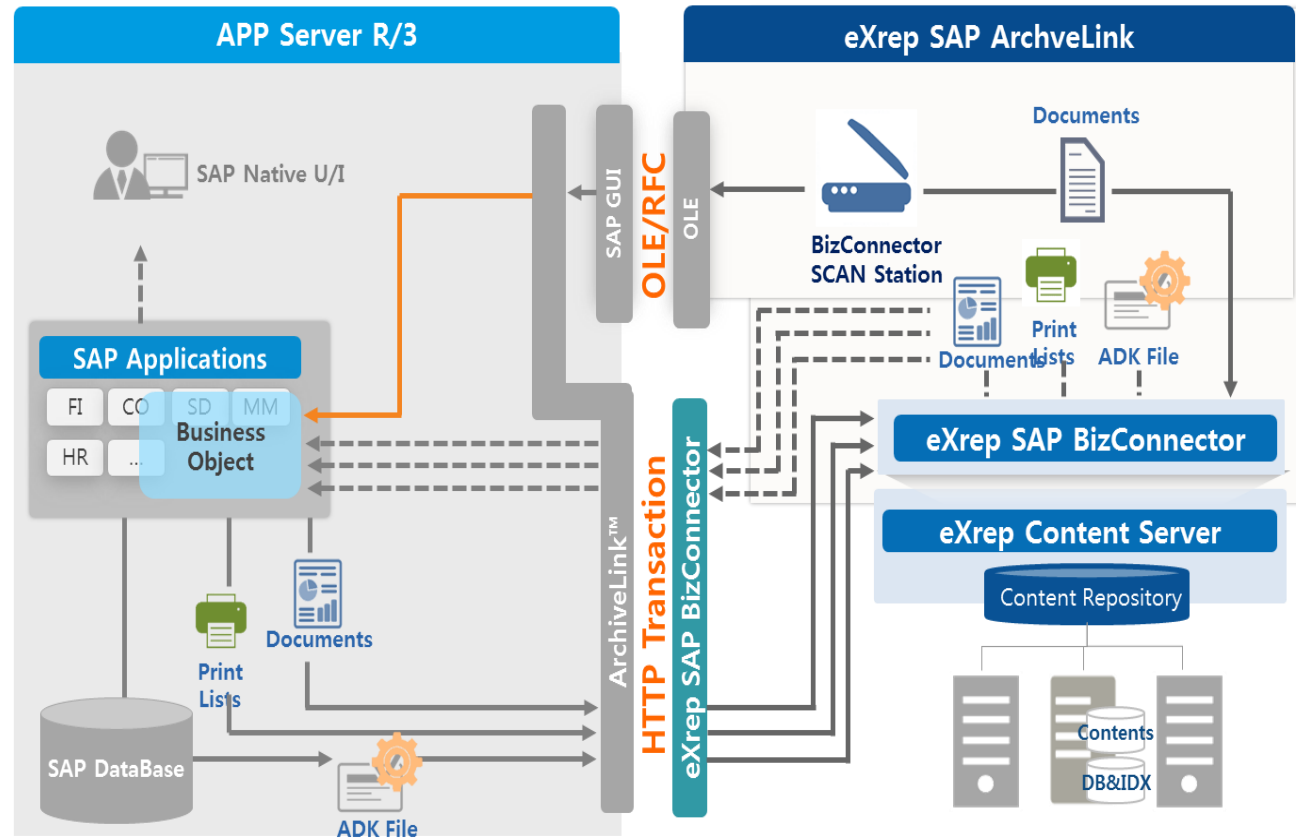 APP Server R/3
eXrep SAP ArchveLink
SAP Native U/I
SAP GUI
OLE/RFC
OLE
BizConnector
SCAN Station
Documents
Documents
Print
Lists
ADK File
SAP Applications
FI
CO
SD
MM
HR
...
Business
Object
ArchiveLink™
HTTP Transaction
eXrep SAP BizConnector
eXrep SAP BizConnector
eXrep Content Server
Content Repository
Contents
DB&IDX
Print
Lists
Documents
SAP DataBase
ADK File